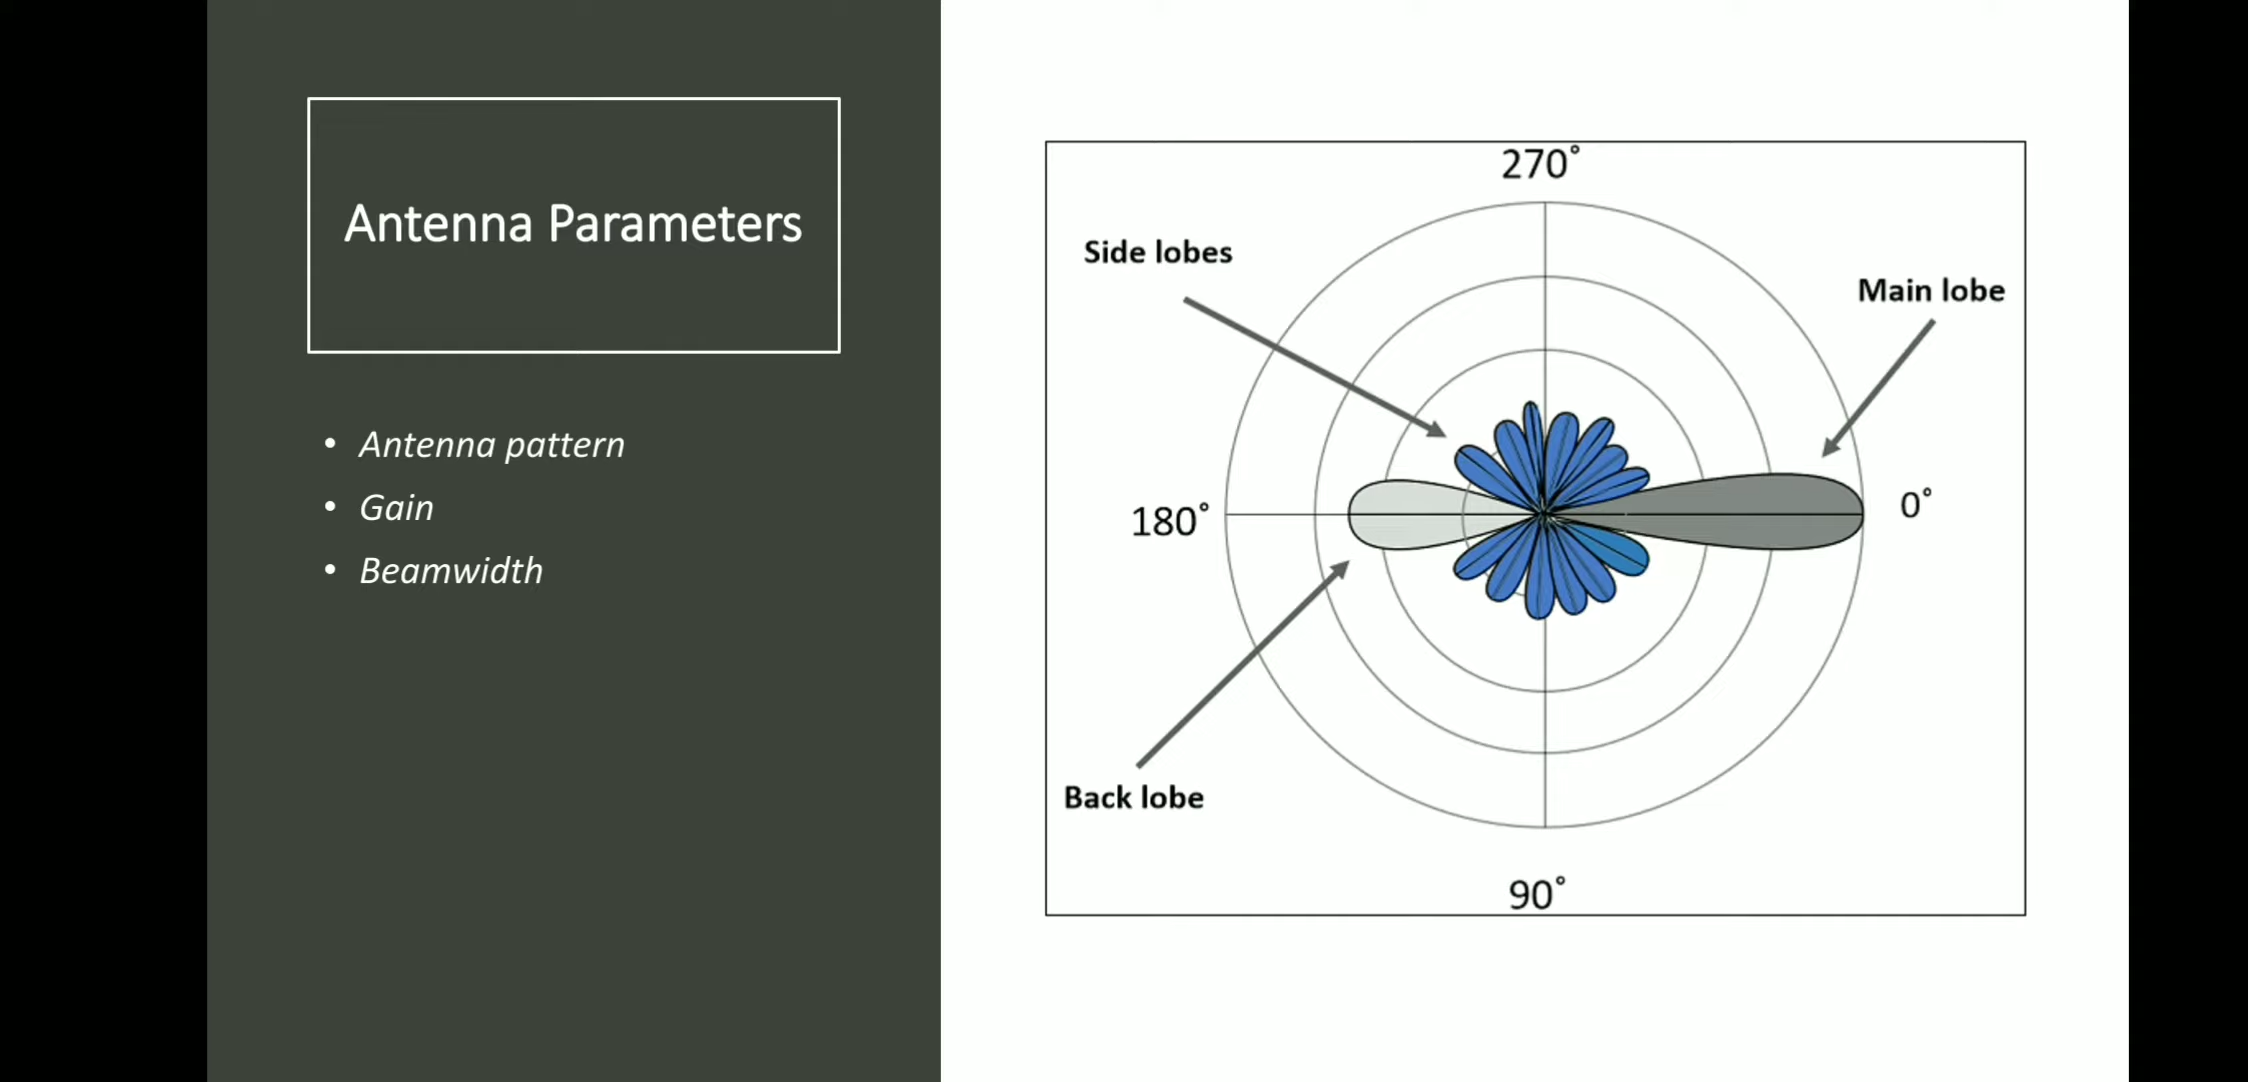 Antenna Parameters
• Antenna pattern
• Gain
• Beamwidth
270°
Side lobes
Main lobe
180°
0°
Back lobe
90°